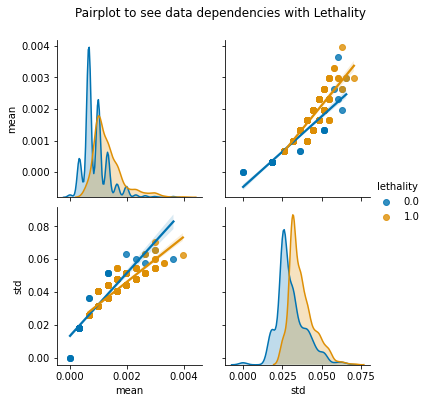 Pairplot to see data dependencies with Lethality
0.004
0.003
0.002
0.001
0.000
mean
lethality
0.0
1.0
0.08
0.06
0.04
0.02
0.00
std
0.000 0.002 0.004
mean
0.000 0.025 0.050 0.075
std